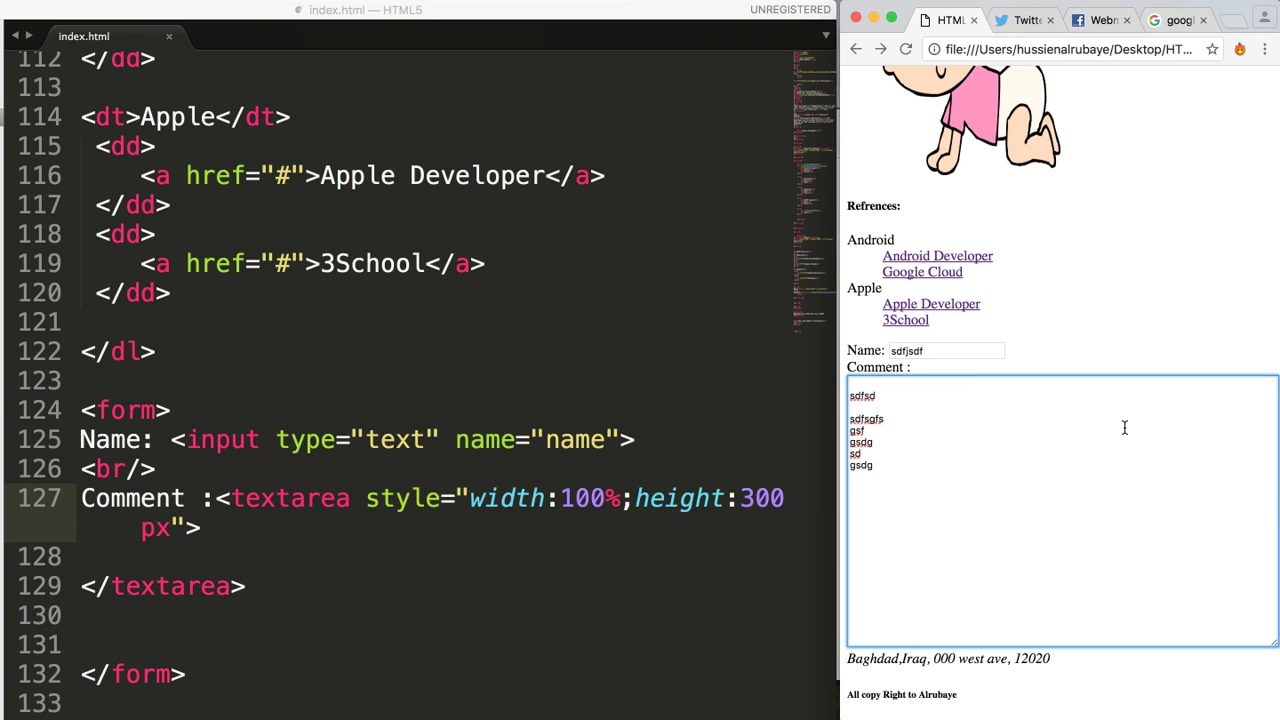 index.html — HTML5
UNREGISTERED
index.html
112 </dd>
113
114 <dt>Apple</dt>
115 <dd>
116 <a href="#">Apple Developer</a>
117 </dd>
118 <dd>
119 <a href="#">3School</a>
120 </dd>
121
122 </dl>
123
124 <form>
125 Name: <input type="text" name="name">
126 <br/>
127 Comment :<textarea style="width:100%;height:300
px">
128
129 </textarea>
130
131
132 </form>
133
HTML
Twitte
Webm
googl
file:///Users/hussienalrubaye/Desktop/HT...
Refrences:
Android
Android Developer
Google Cloud
Apple
Apple Developer
3School
Name: sdfjsdf
Comment :
sdfsd
sdfsgfs
gsf
gsdg
sd
gsdg
Baghdad,Iraq, 000 west ave, 12020
All copy Right to Alrubaye